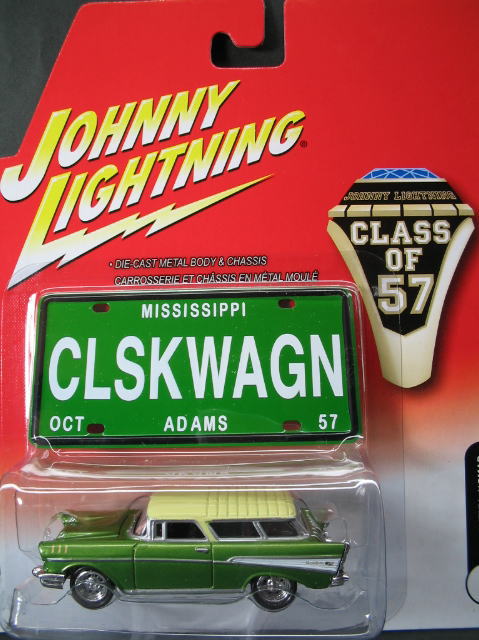 JOHNNY
LIGHTNING®
• DIE-CAST METAL BODY & CHASSIS
CARROSSERIE ET CHÂSSIS EN MÉTAL MOULÉ
JOHNNY LIGHTNING
CLASS
OF
57
MISSISSIPPI
CLSKWAGN
OCT ADAMS 57